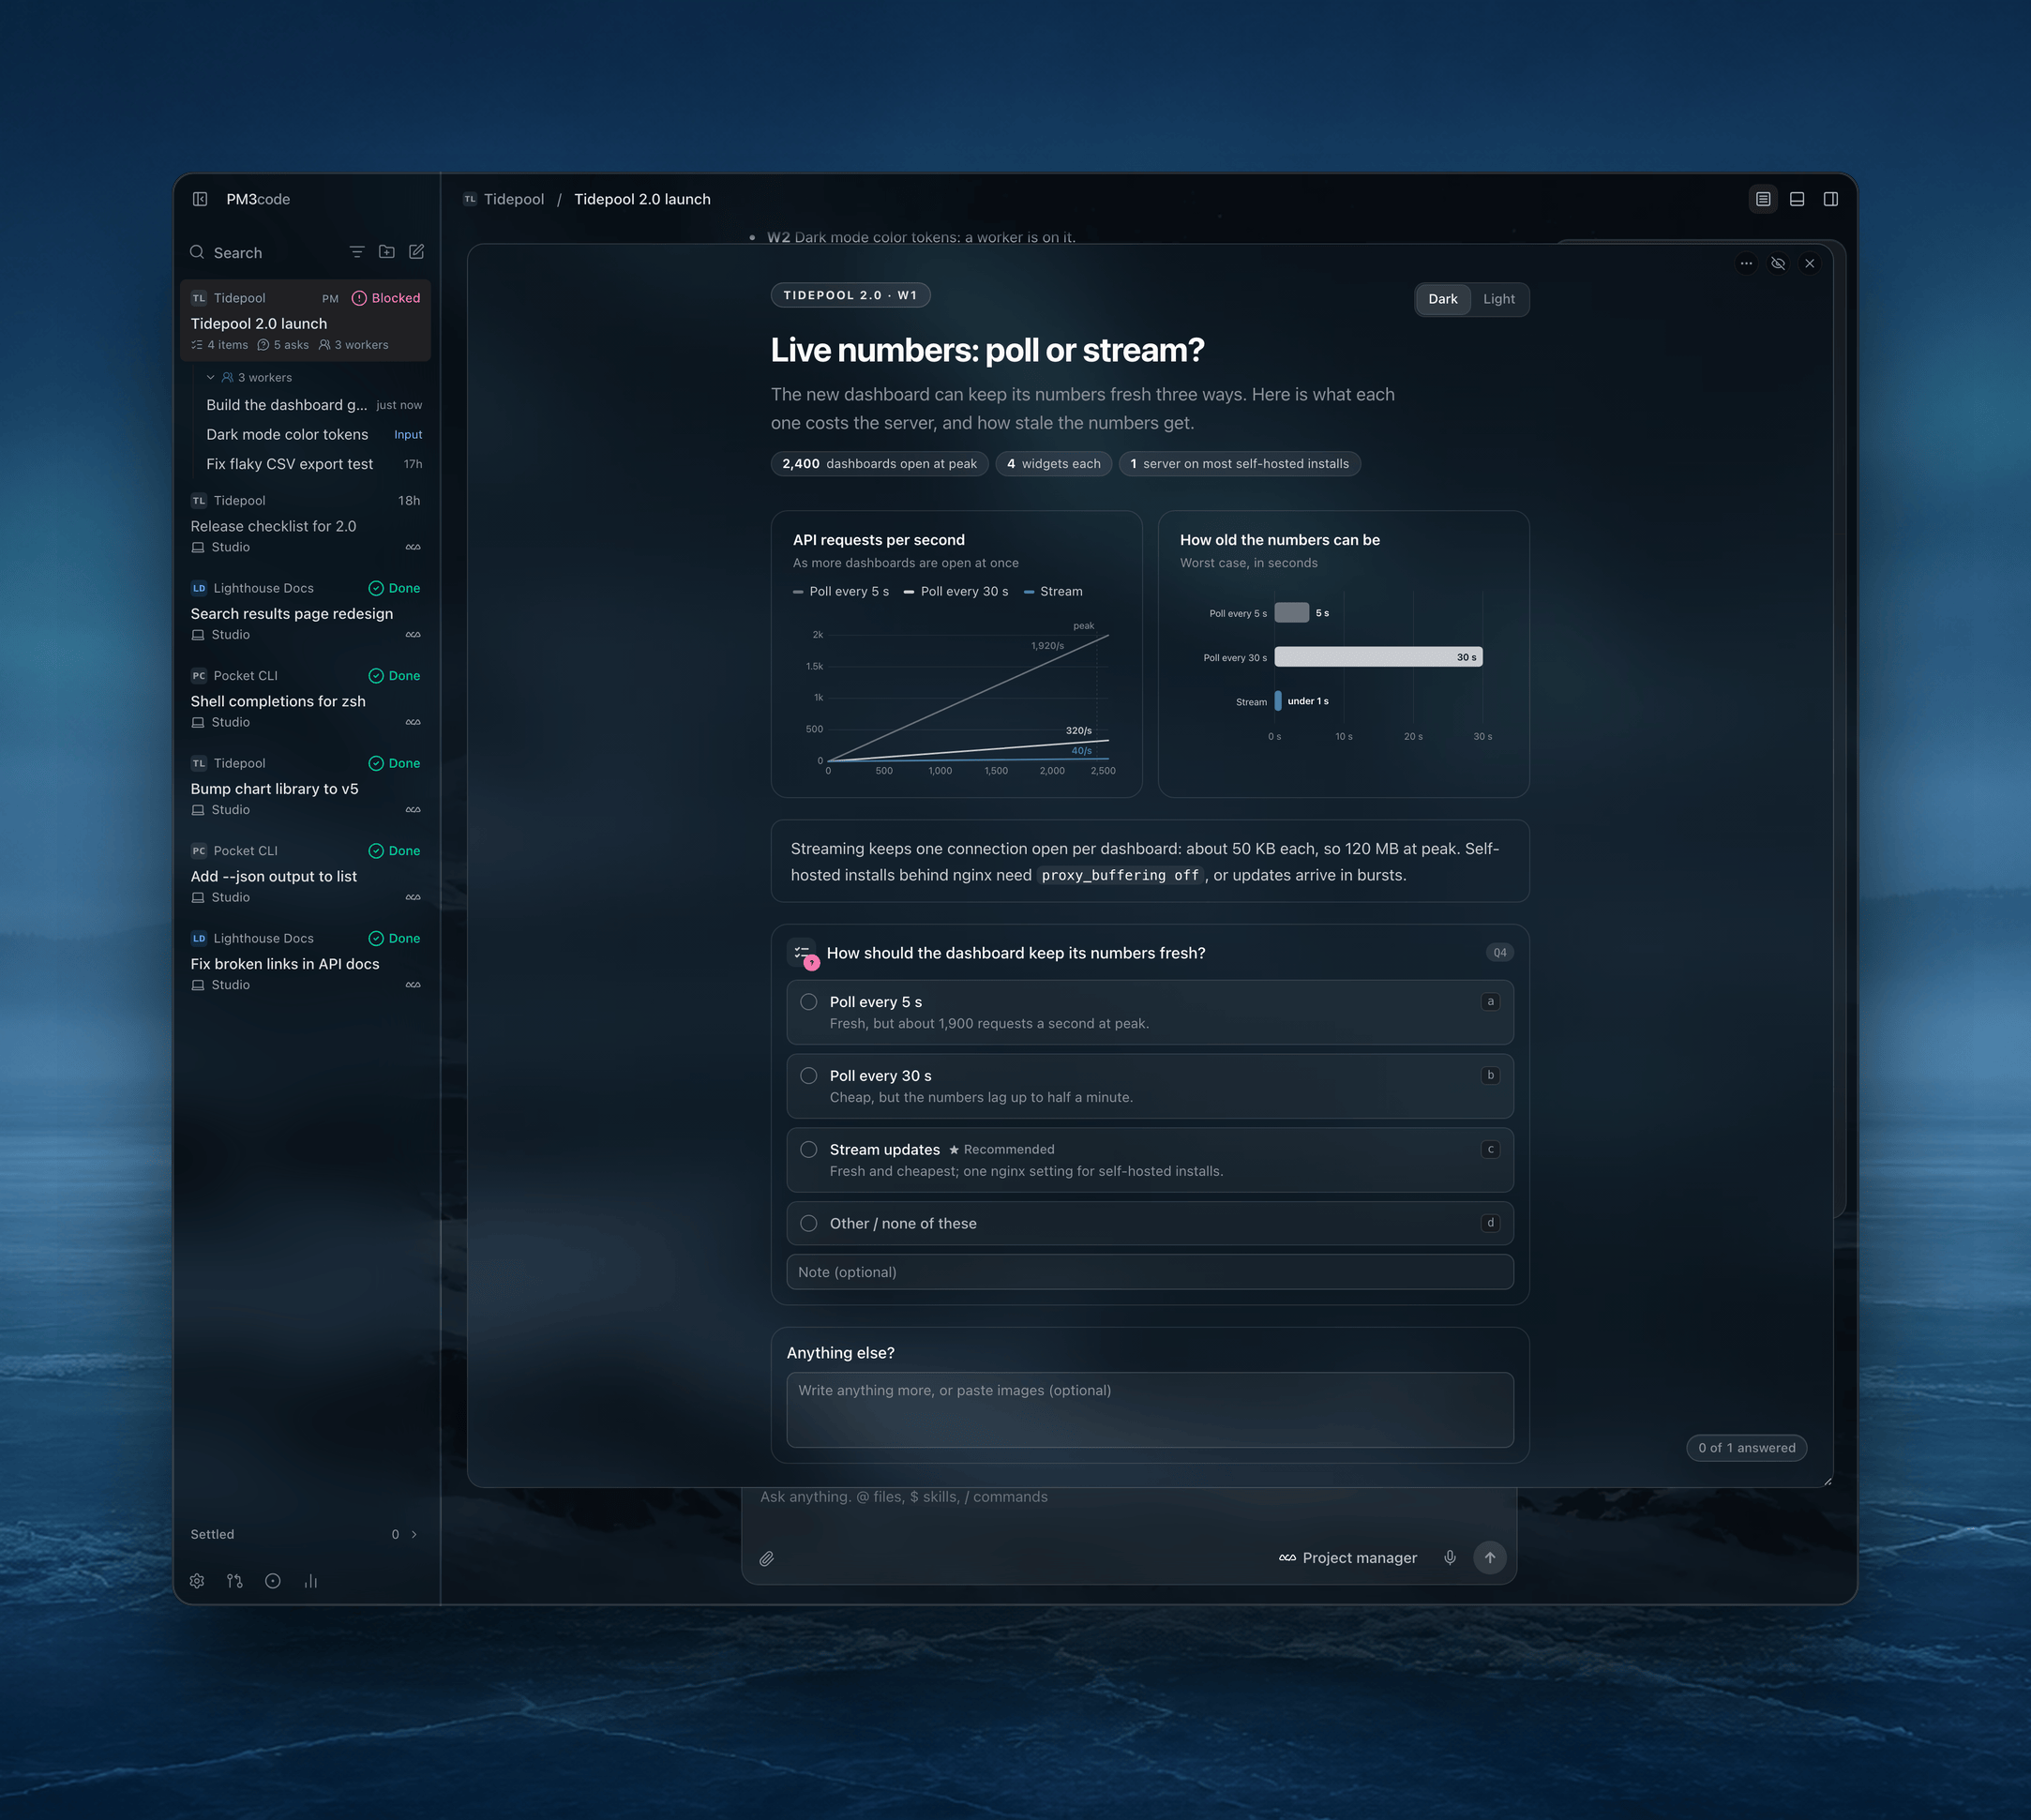 PM3code
Search
TL Tidepool PM Blocked
Tidepool 2.0 launch
4 items 5 asks 3 workers
3 workers
Build the dashboard g... just now
Dark mode color tokens Input
Fix flaky CSV export test 17h
TL Tidepool 18h
Release checklist for 2.0
Studio
LD Lighthouse Docs Done
Search results page redesign
Studio
PC Pocket CLI Done
Shell completions for zsh
Studio
TL Tidepool Done
Bump chart library to v5
Studio
PC Pocket CLI Done
Add --json output to list
Studio
LD Lighthouse Docs Done
Fix broken links in API docs
Studio
Settled 0
TL Tidepool / Tidepool 2.0 launch
• W2 Dark mode color tokens: a worker is on it.
TIDEPOOL 2.0 · W1
Dark Light
Live numbers: poll or stream?
The new dashboard can keep its numbers fresh three ways. Here is what each
one costs the server, and how stale the numbers get.
2,400 dashboards open at peak 4 widgets each 1 server on most self-hosted installs
API requests per second
As more dashboards are open at once
Poll every 5 s Poll every 30 s Stream
peak
2k
1,920/s
1.5k
1k
500
320/s
40/s
0
0 500 1,000 1,500 2,000 2,500
How old the numbers can be
Worst case, in seconds
Poll every 5 s 5 s
Poll every 30 s 30 s
Stream under 1 s
0 s 10 s 20 s 30 s
Streaming keeps one connection open per dashboard: about 50 KB each, so 120 MB at peak. Self-
hosted installs behind nginx need proxy_buffering off, or updates arrive in bursts.
How should the dashboard keep its numbers fresh? Q4
Poll every 5 s a
Fresh, but about 1,900 requests a second at peak.
Poll every 30 s b
Cheap, but the numbers lag up to half a minute.
Stream updates ★ Recommended c
Fresh and cheapest; one nginx setting for self-hosted installs.
Other / none of these d
Note (optional)
Anything else?
Write anything more, or paste images (optional)
0 of 1 answered
Ask anything. @ files, $ skills, / commands
Project manager